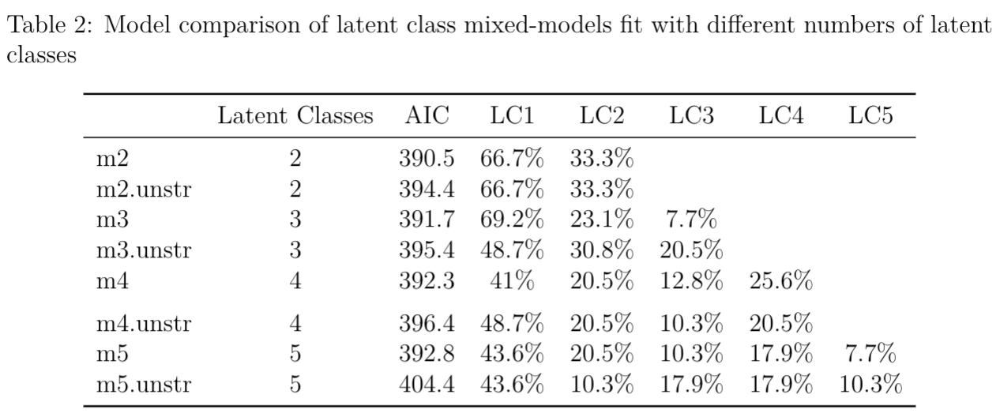 Table 2: Model comparison of latent class mixed-models fit with different numbers of latent
classes
Latent Classes AIC LC1 LC2 LC3 LC4 LC5
m2 2 390.5 66.7% 33.3%
m2.unstr 2 394.4 66.7% 33.3%
m3 3 391.7 69.2% 23.1% 7.7%
m3.unstr 3 395.4 48.7% 30.8% 20.5%
m4 4 392.3 41% 20.5% 12.8% 25.6%
m4.unstr 4 396.4 48.7% 20.5% 10.3% 20.5%
m5 5 392.8 43.6% 20.5% 10.3% 17.9% 7.7%
m5.unstr 5 404.4 43.6% 10.3% 17.9% 17.9% 10.3%